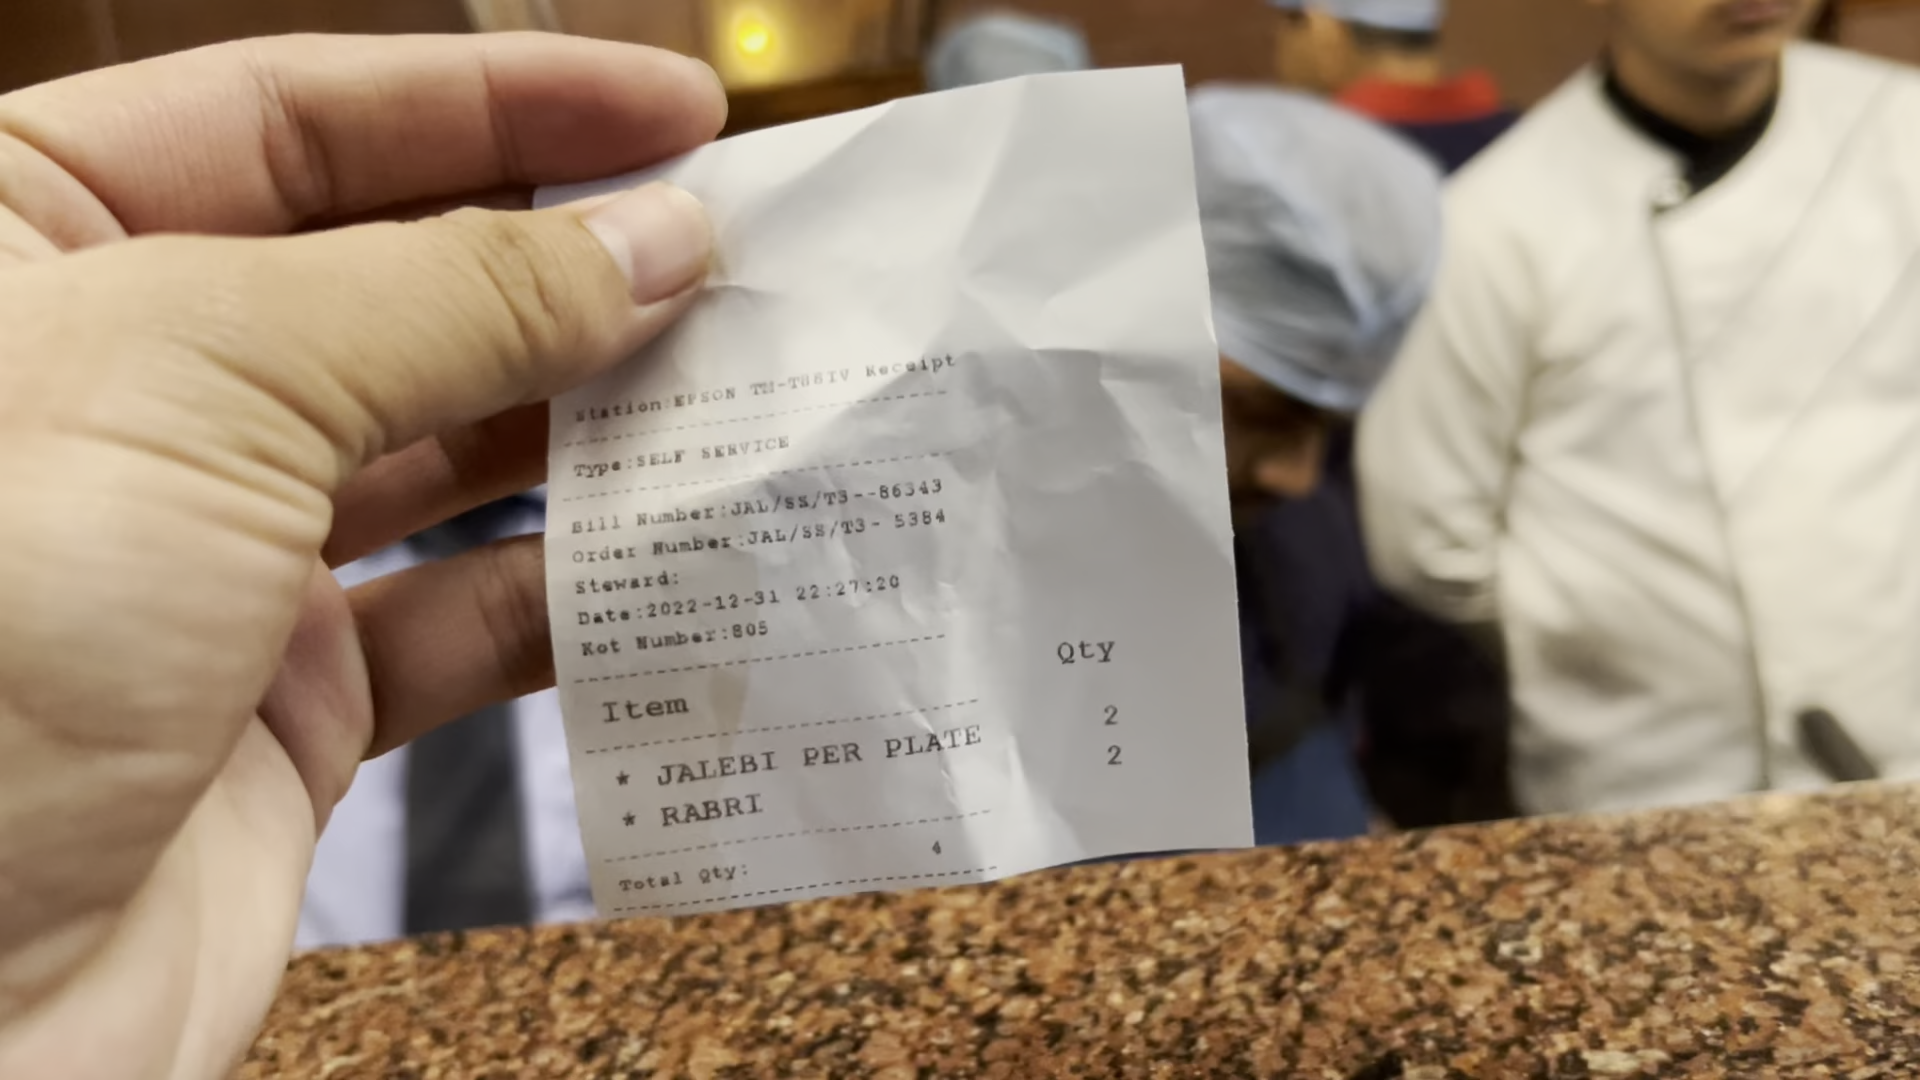 Station:EPSON TM-T88IV Receipt
Type:SELF SERVICE
Bill Number:JAL/SS/T3--86343
Order Number:JAL/SS/T3- 5384
Steward:
Date:2022-12-31 22:27:20
Kot Number:805
Item Qty
* JALEBI PER PLATE 2
* RABRI 2
Total Qty: 4